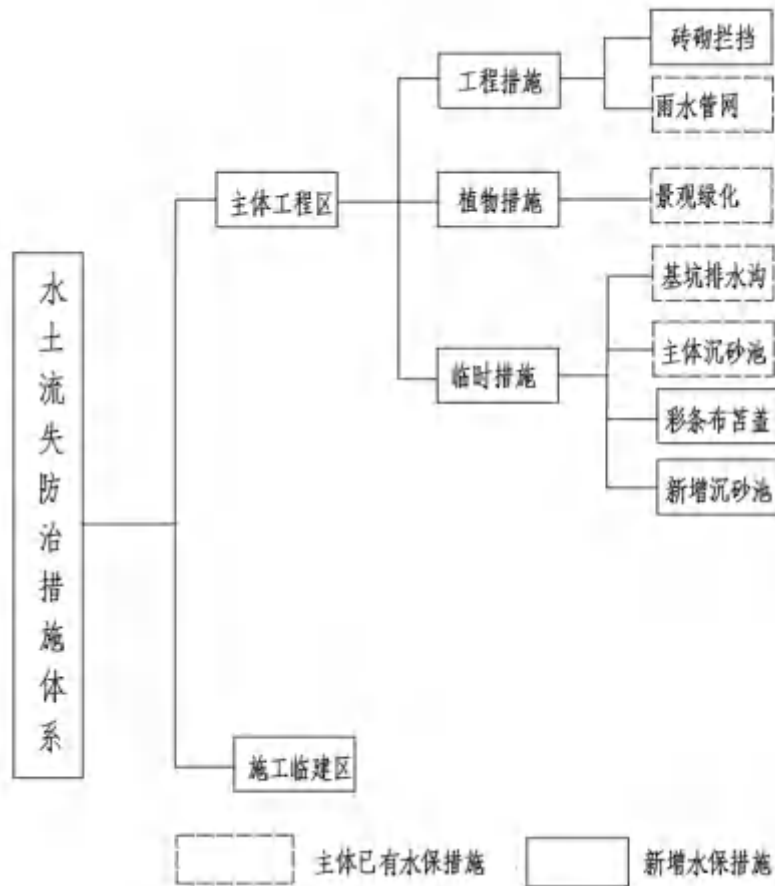 水土流失防治措施体系
主体工程区
施工临建区
工程措施
植物措施
临时措施
砖砌拦挡
雨水管网
景观绿化
基坑排水沟
主体沉砂池
彩条布苫盖
新增沉砂池
主体已有水保措施
新增水保措施